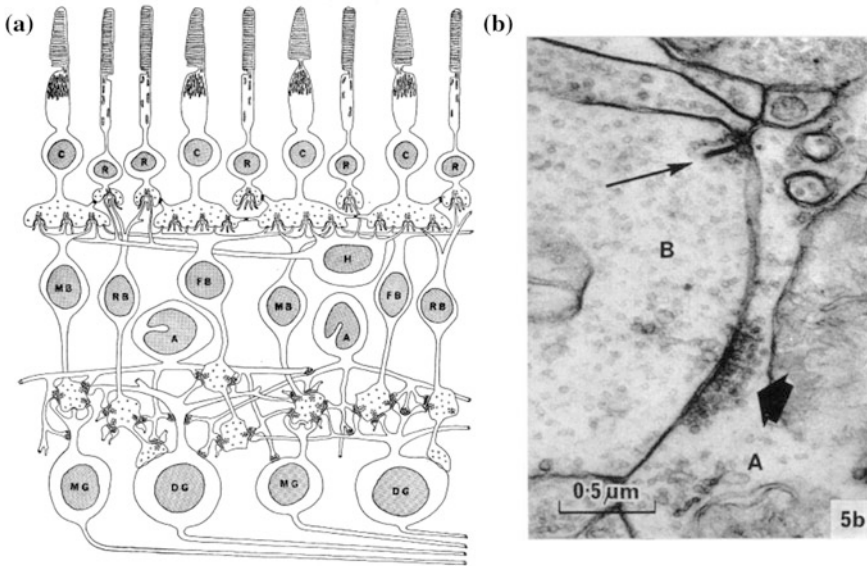 (a)
C R R C R C R C R
H
MB RB FB MB FB RB
A A
MG DG MG DG
(b)
B
A
0·5 µm
5b